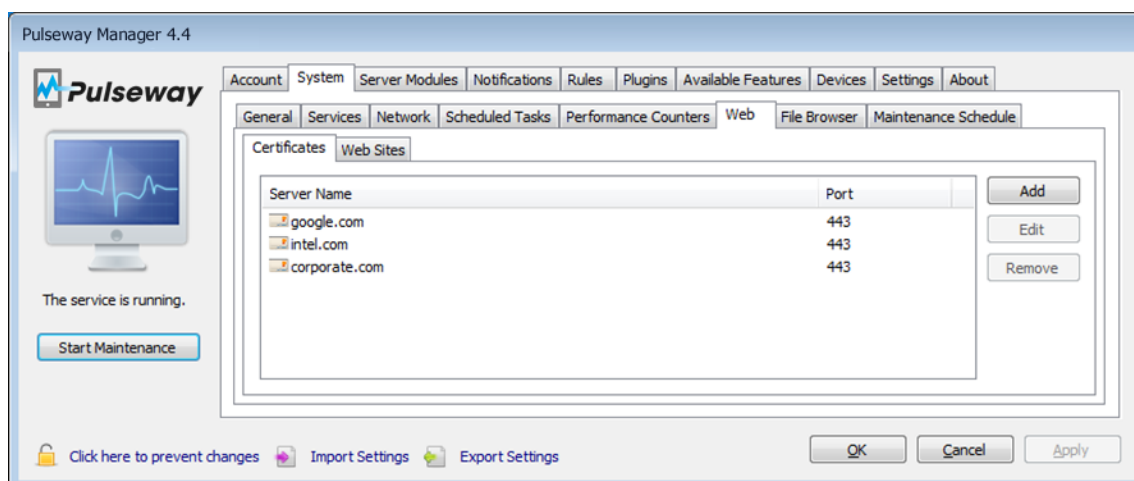 Pulseway Manager 4.4
Pulseway
Account System Server Modules Notifications Rules Plugins Available Features Devices Settings About
General Services Network Scheduled Tasks Performance Counters Web File Browser Maintenance Schedule
Certificates Web Sites
Server Name Port
google.com 443
intel.com 443
corporate.com 443
Add
Edit
Remove
The service is running.
Start Maintenance
Click here to prevent changes Import Settings Export Settings
OK Cancel Apply